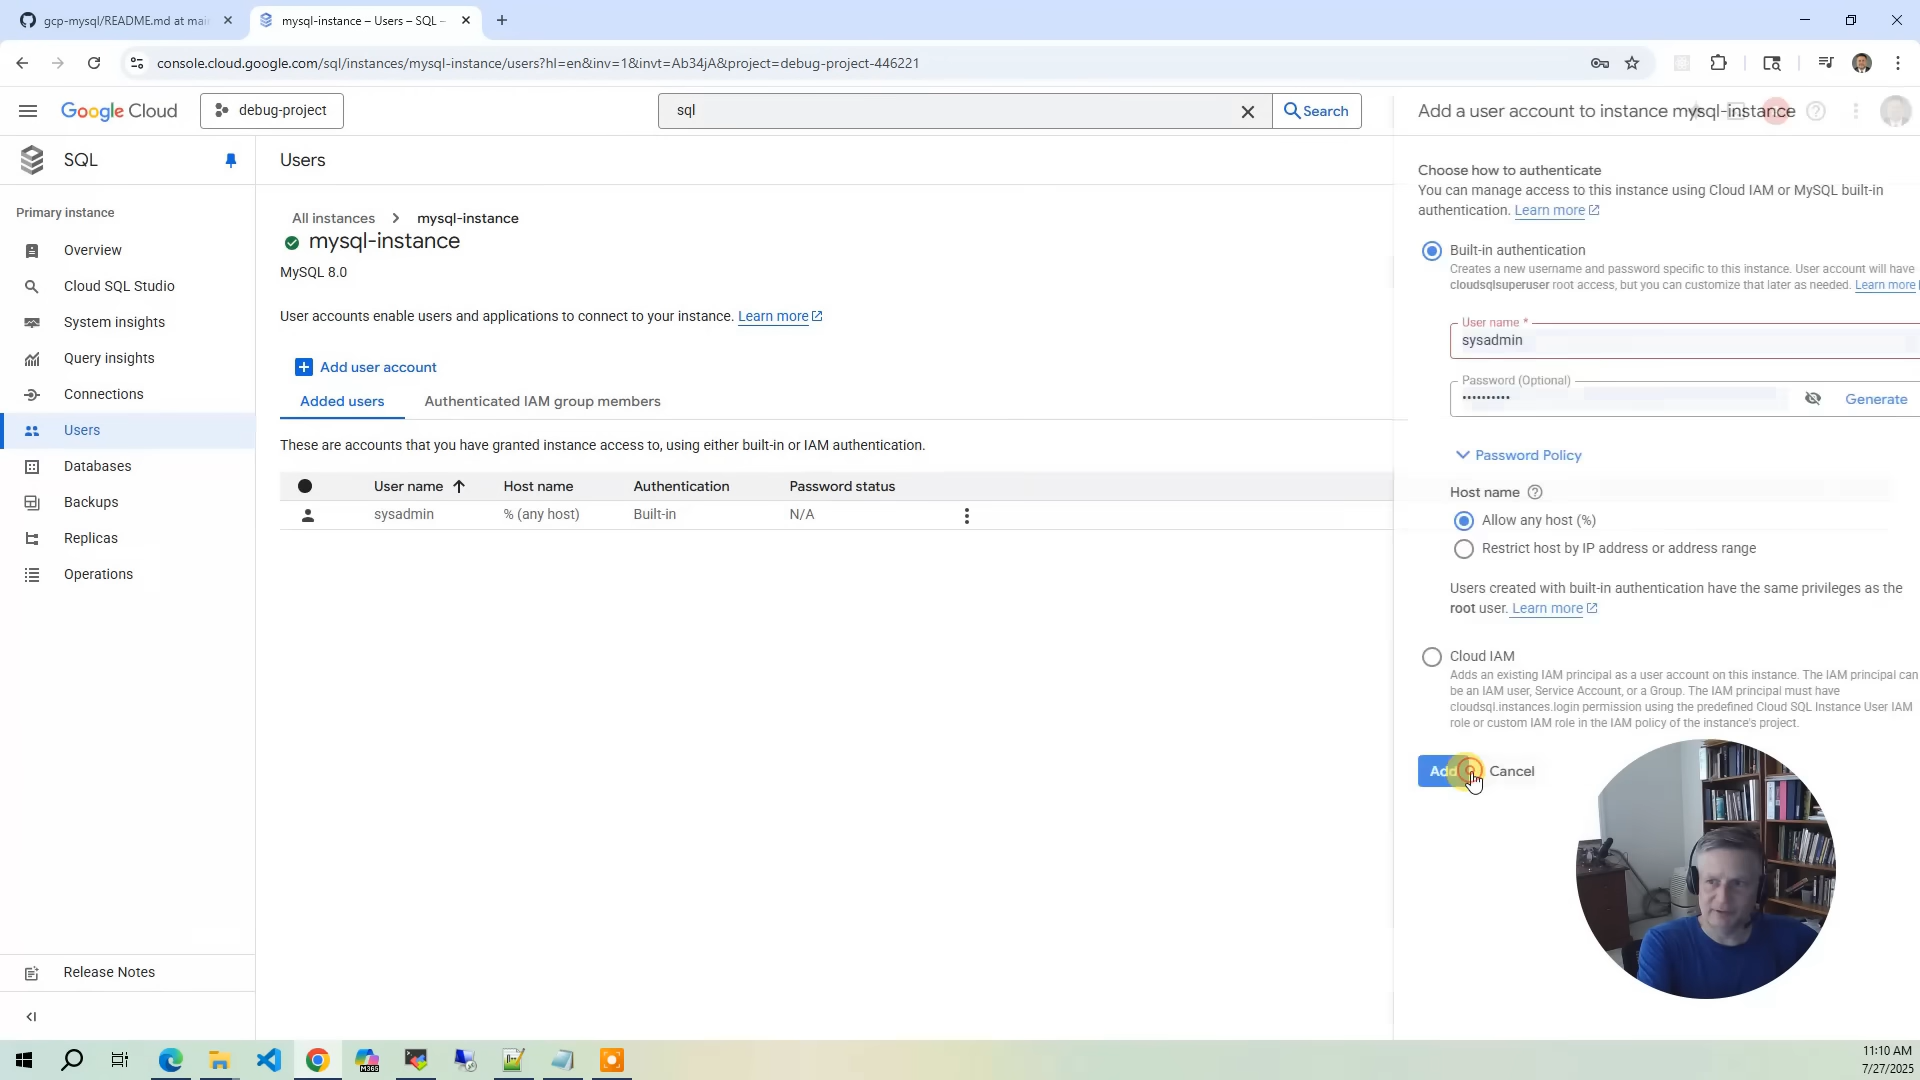 gcp-mysql/README.md at mai
mysql-instance – Users – SQL –
console.cloud.google.com/sql/instances/mysql-instance/users?hl=en&inv=1&invt=Ab34jA&project=debug-project-446221
Google Cloud
debug-project
sql
Search
SQL
Primary instance
Overview
Cloud SQL Studio
System insights
Query insights
Connections
Users
Databases
Backups
Replicas
Operations
Release Notes
Users
All instances
mysql-instance
mysql-instance
MySQL 8.0
User accounts enable users and applications to connect to your instance. Learn more
Add user account
Added users
Authenticated IAM group members
These are accounts that you have granted instance access to, using either built-in or IAM authentication.
User name Host name Authentication Password status
sysadmin % (any host) Built-in N/A
Add a user account to instance mysql-instance
Choose how to authenticate
You can manage access to this instance using Cloud IAM or MySQL built-in
authentication. Learn more
Built-in authentication
Creates a new username and password specific to this instance. User account will have
cloudsqlsuperuser root access, but you can customize that later as needed. Learn more
User name *
sysadmin
Password (Optional)
••••••••••
Generate
Password Policy
Host name
Allow any host (%)
Restrict host by IP address or address range
Users created with built-in authentication have the same privileges as the
root user. Learn more
Cloud IAM
Adds an existing IAM principal as a user account on this instance. The IAM principal can
be an IAM user, Service Account, or a Group. The IAM principal must have
cloudsql.instances.login permission using the predefined Cloud SQL Instance User IAM
role or custom IAM role in the IAM policy of the instance's project.
Add
Cancel
M365
11:10 AM
7/27/2025